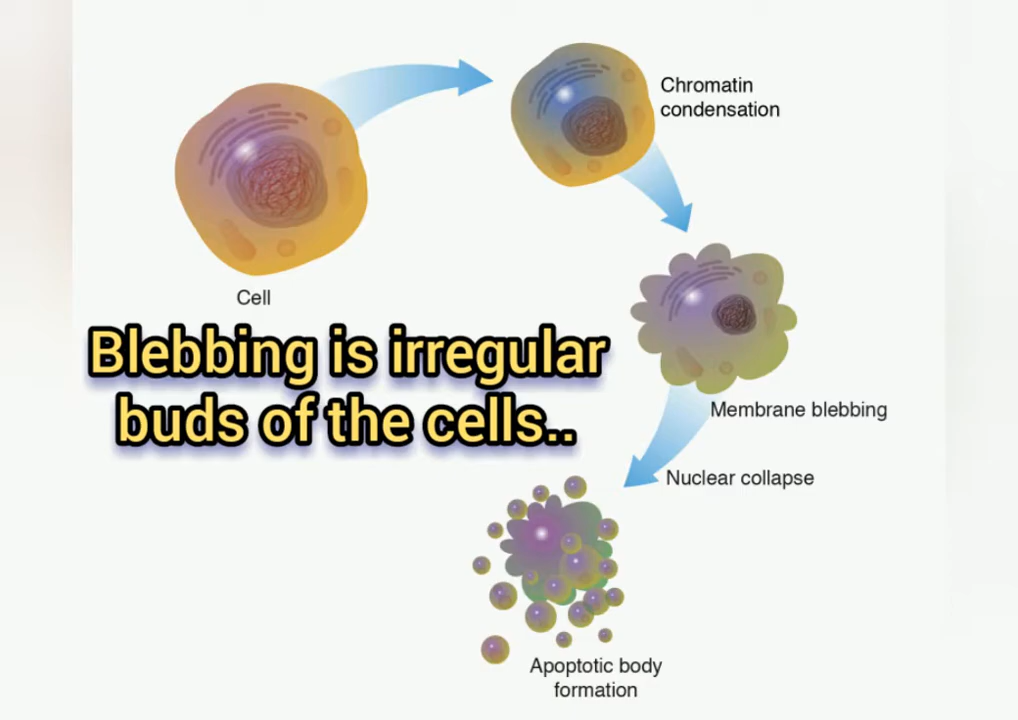 Chromatin
condensation
Cell
Blebbing is irregular
buds of the cells..
Membrane blebbing
Nuclear collapse
Apoptotic body
formation